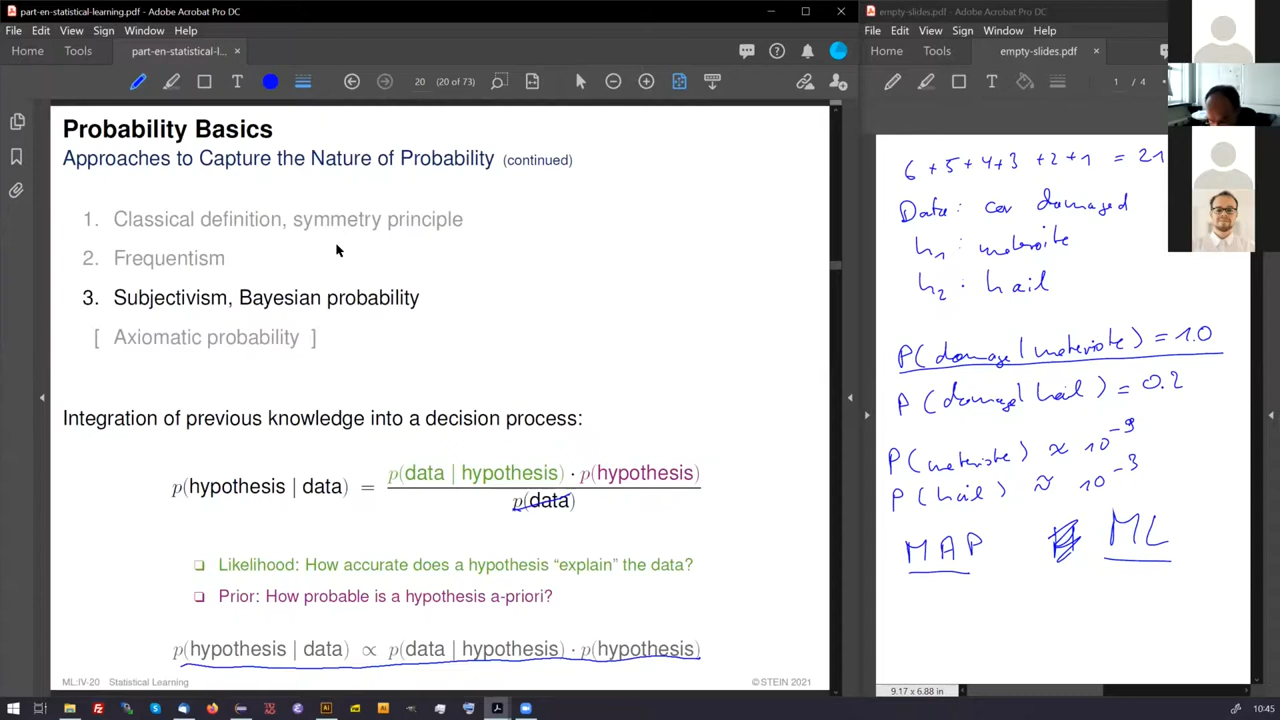 part-en-statistical-learning.pdf - Adobe Acrobat Pro DC
File Edit View Sign Window Help
Home Tools part-en-statistical-l... ×
20 (20 of 73)
Probability Basics
Approaches to Capture the Nature of Probability (continued)
1. Classical definition, symmetry principle
2. Frequentism
3. Subjectivism, Bayesian probability
[ Axiomatic probability ]
Integration of previous knowledge into a decision process:
p(hypothesis | data) = p(data | hypothesis) · p(hypothesis)
p(data)
❑ Likelihood: How accurate does a hypothesis “explain” the data?
❑ Prior: How probable is a hypothesis a-priori?
p(hypothesis | data) ∝ p(data | hypothesis) · p(hypothesis)
ML:IV-20 Statistical Learning ©STEIN 2021
empty-slides.pdf - Adobe Acrobat Pro DC
File Edit View Sign Window Help
Home Tools empty-slides.pdf ×
1 / 4
6 + 5 + 4 + 3 + 2 + 1 = 21
Data: car damaged
h1: meteroite
h2: hail
P(damage | meteriote) = 1.0
P(damage | hail) = 0.2
P(meteriote) ≈ 10^-9
P(hail) ≈ 10^-3
MAP ML
9.17 x 6.88 in
10:45